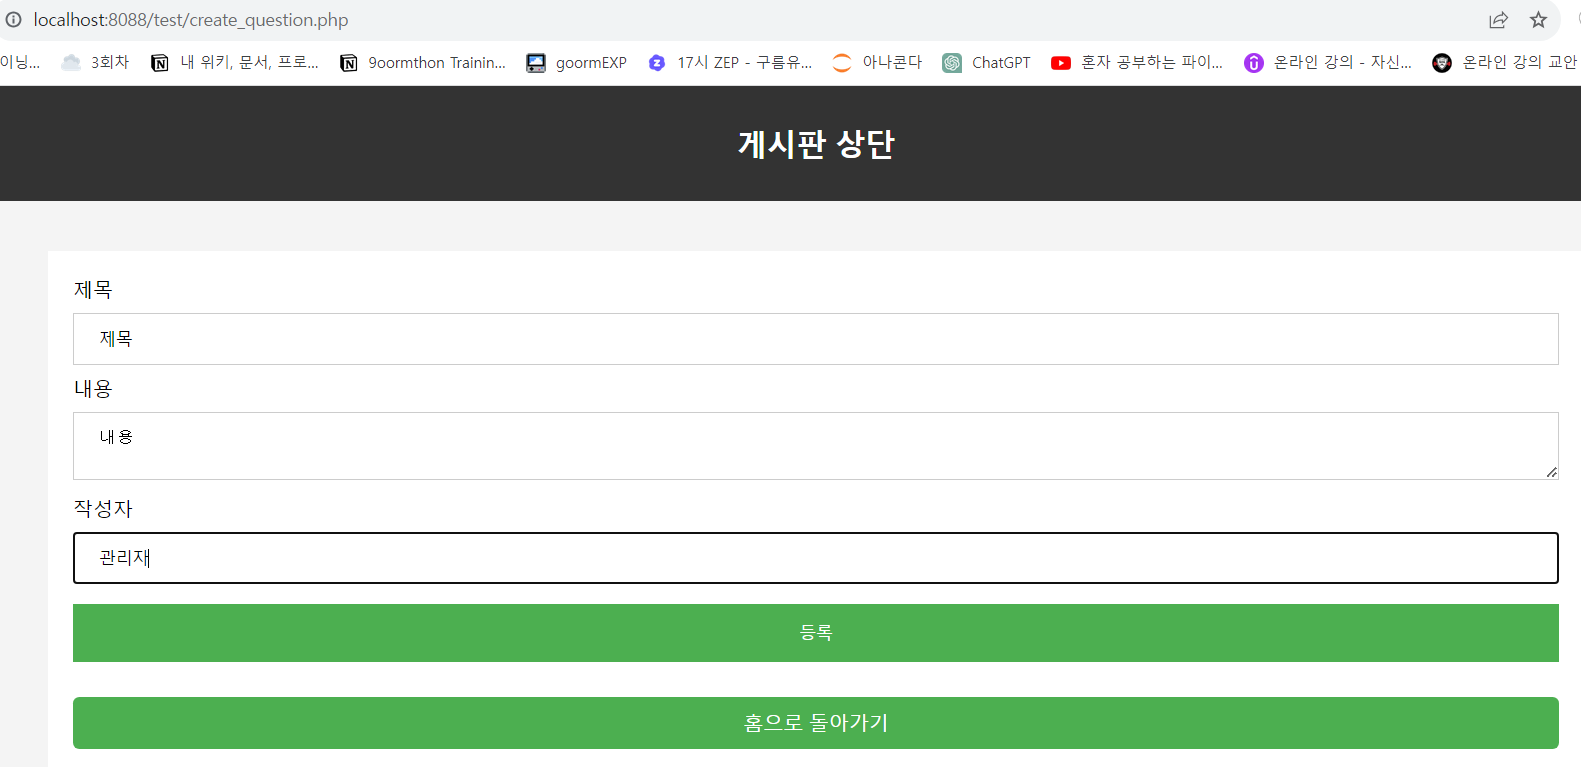 localhost:8088/test/create_question.php
이닝... 3회차 내 위키, 문서, 프로... 9oormthon Trainin... goormEXP 17시 ZEP - 구름유... 아나콘다 ChatGPT 혼자 공부하는 파이... 온라인 강의 - 자신... 온라인 강의 교안
게시판 상단
제목
제목
내용
내용
작성자
관리재
등록
홈으로 돌아가기